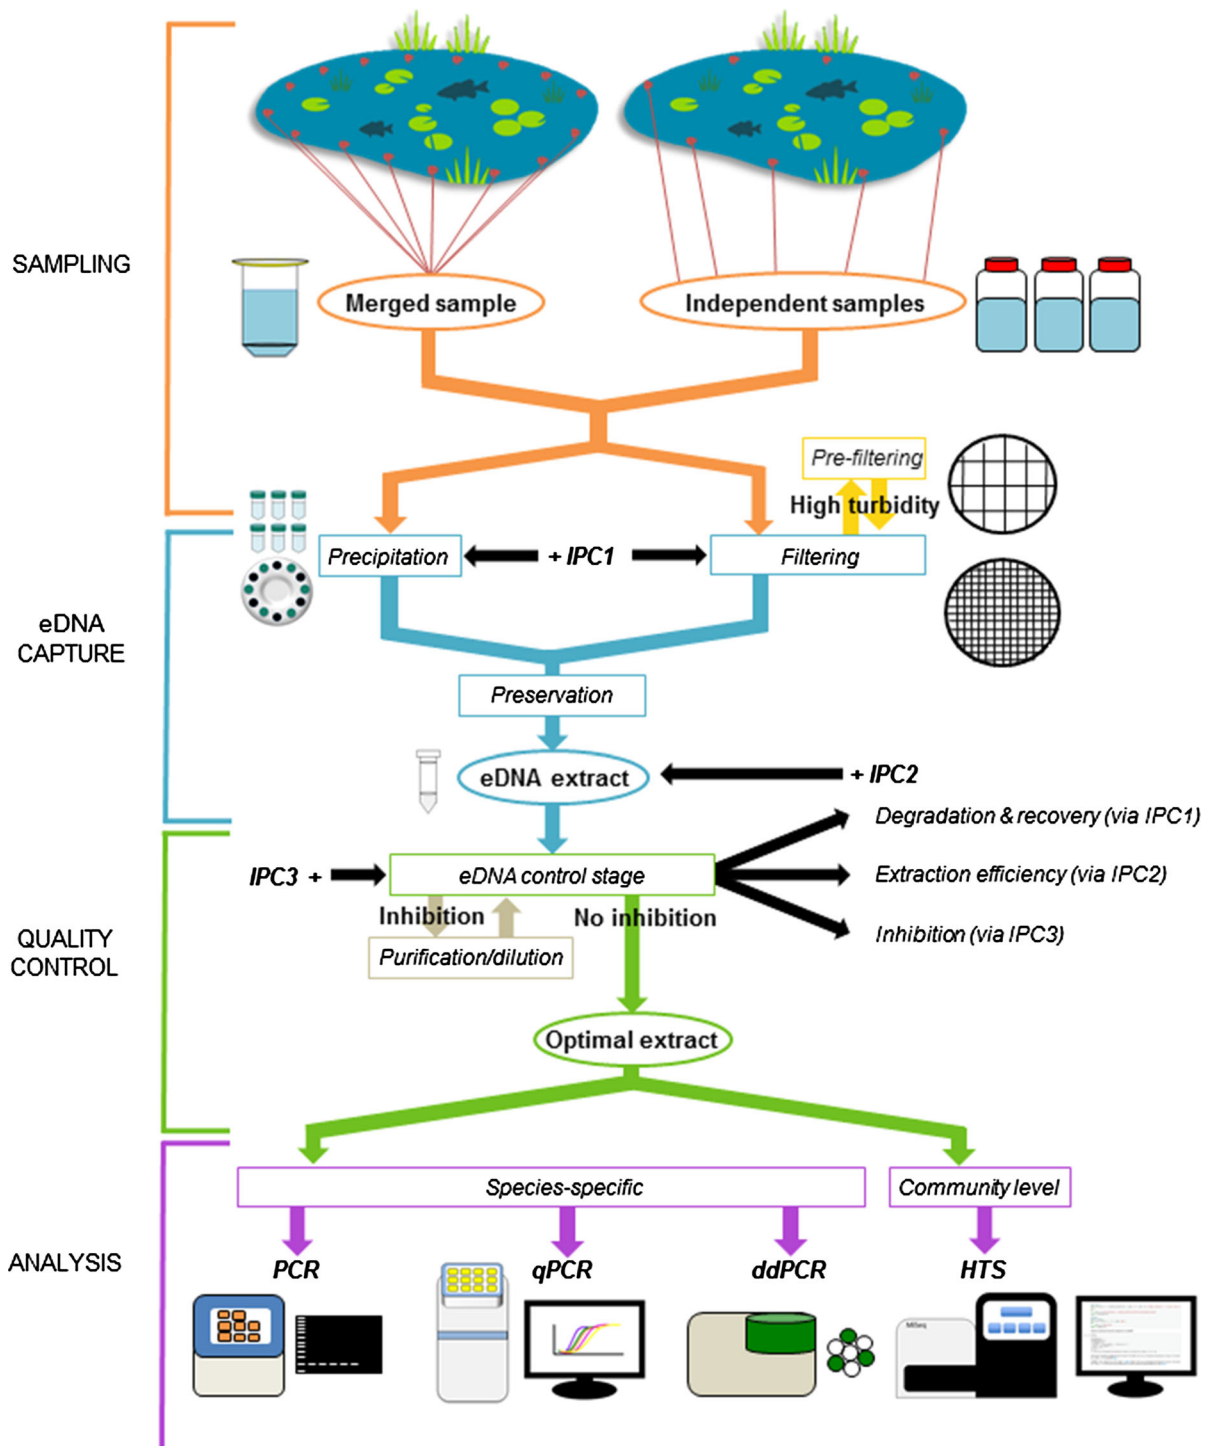 SAMPLING
Merged sample
Independent samples
Pre-filtering
High turbidity
Precipitation
+ IPC1
Filtering
eDNA
CAPTURE
Preservation
eDNA extract
+ IPC2
Degradation & recovery (via IPC1)
IPC3 +
eDNA control stage
Extraction efficiency (via IPC2)
Inhibition
No inhibition
Inhibition (via IPC3)
QUALITY
CONTROL
Purification/dilution
Optimal extract
Species-specific
Community level
ANALYSIS
PCR
qPCR
ddPCR
HTS
MiSeq